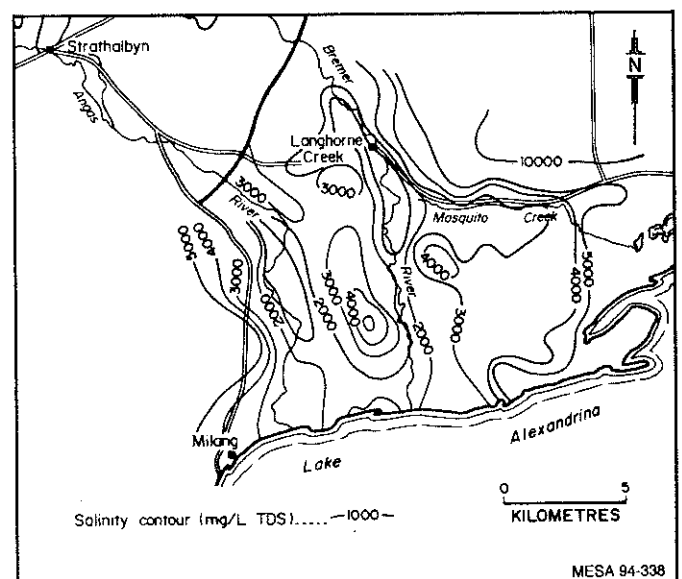 Strathalbyn
Bremer
N
Angas
Langhorne
Creek
10000
3000
3000
River
Mosquito Creek
5000
4000
3000
2000
3000
4000
2000
River
4000
2000
3000
4000
5000
Milang
Lake Alexandrina
0 5
KILOMETRES
Salinity contour (mg/L TDS)..... —1000—
MESA 94-338